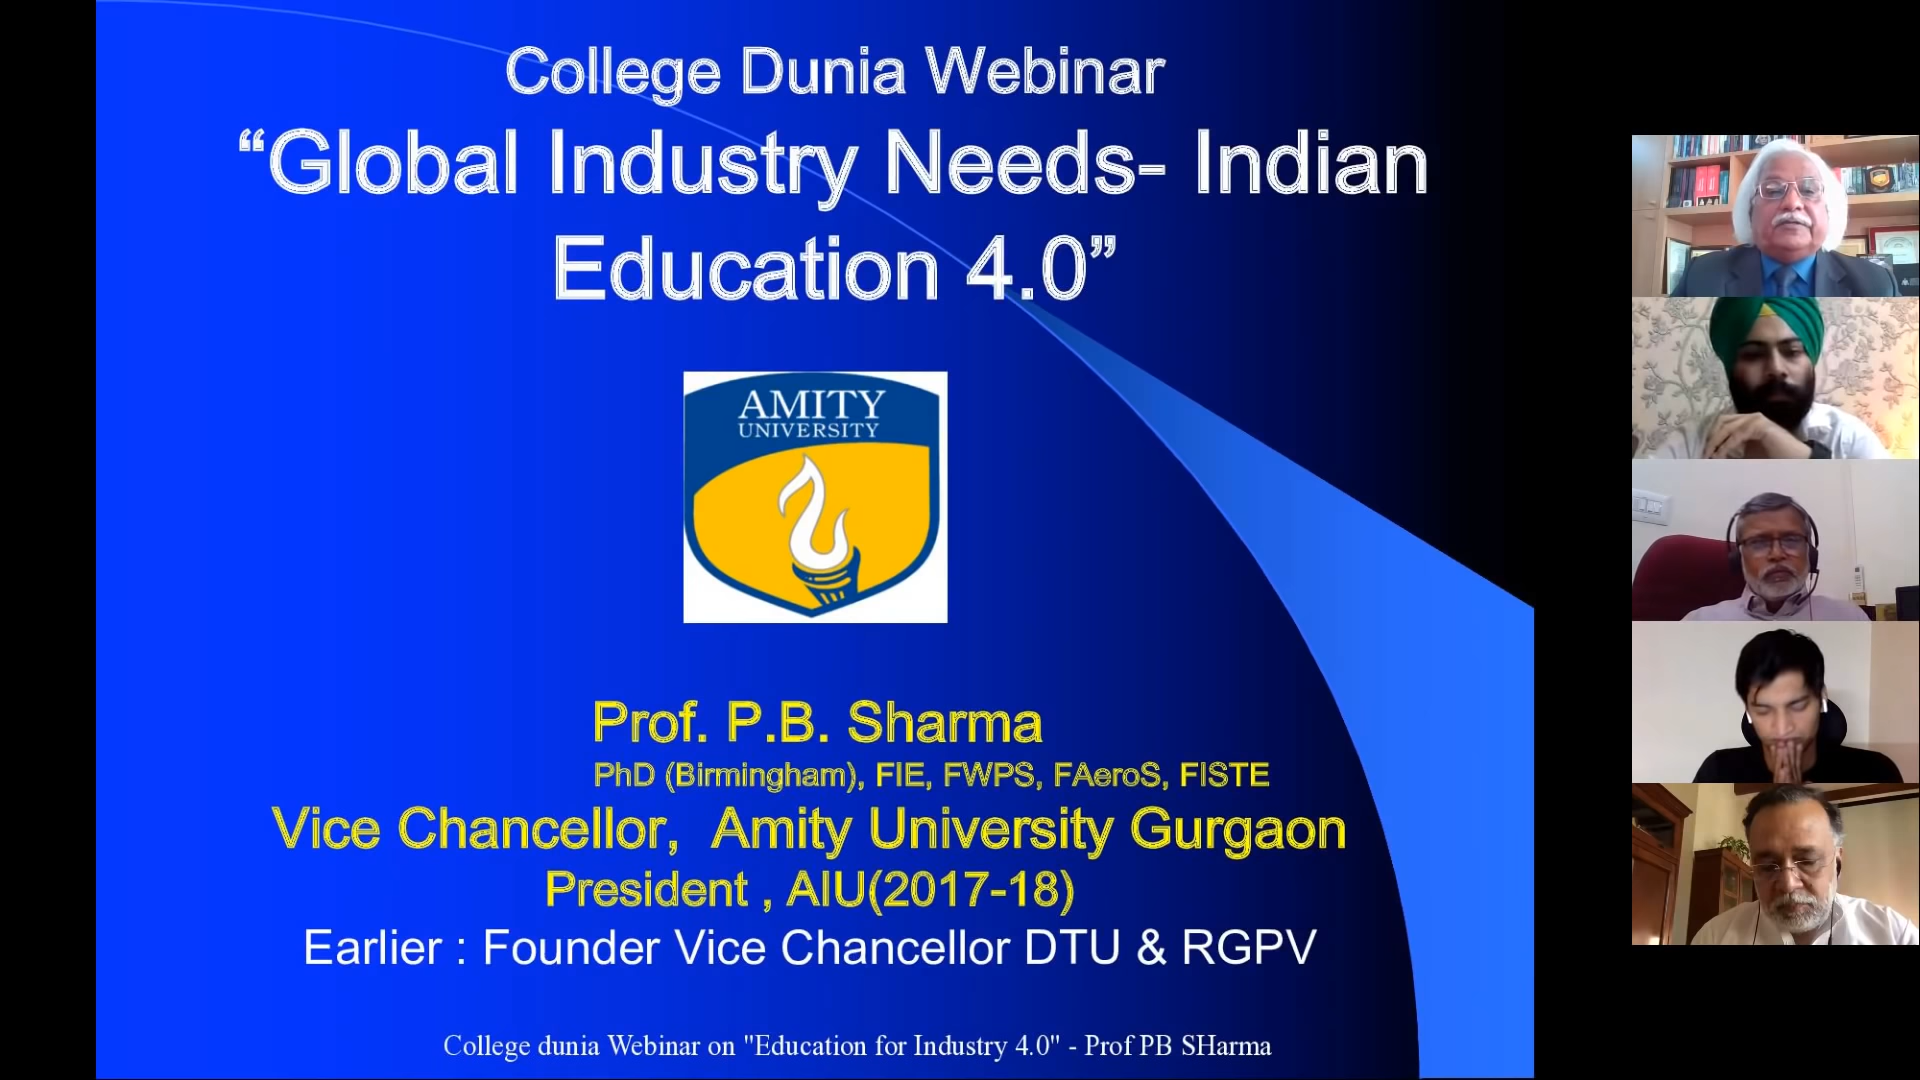 College Dunia Webinar
“Global Industry Needs- Indian
Education 4.0”
AMITY
UNIVERSITY
Prof. P.B. Sharma
PhD (Birmingham), FIE, FWPS, FAeroS, FISTE
Vice Chancellor, Amity University Gurgaon
President , AIU(2017-18)
Earlier : Founder Vice Chancellor DTU & RGPV
College dunia Webinar on "Education for Industry 4.0" - Prof PB SHarma